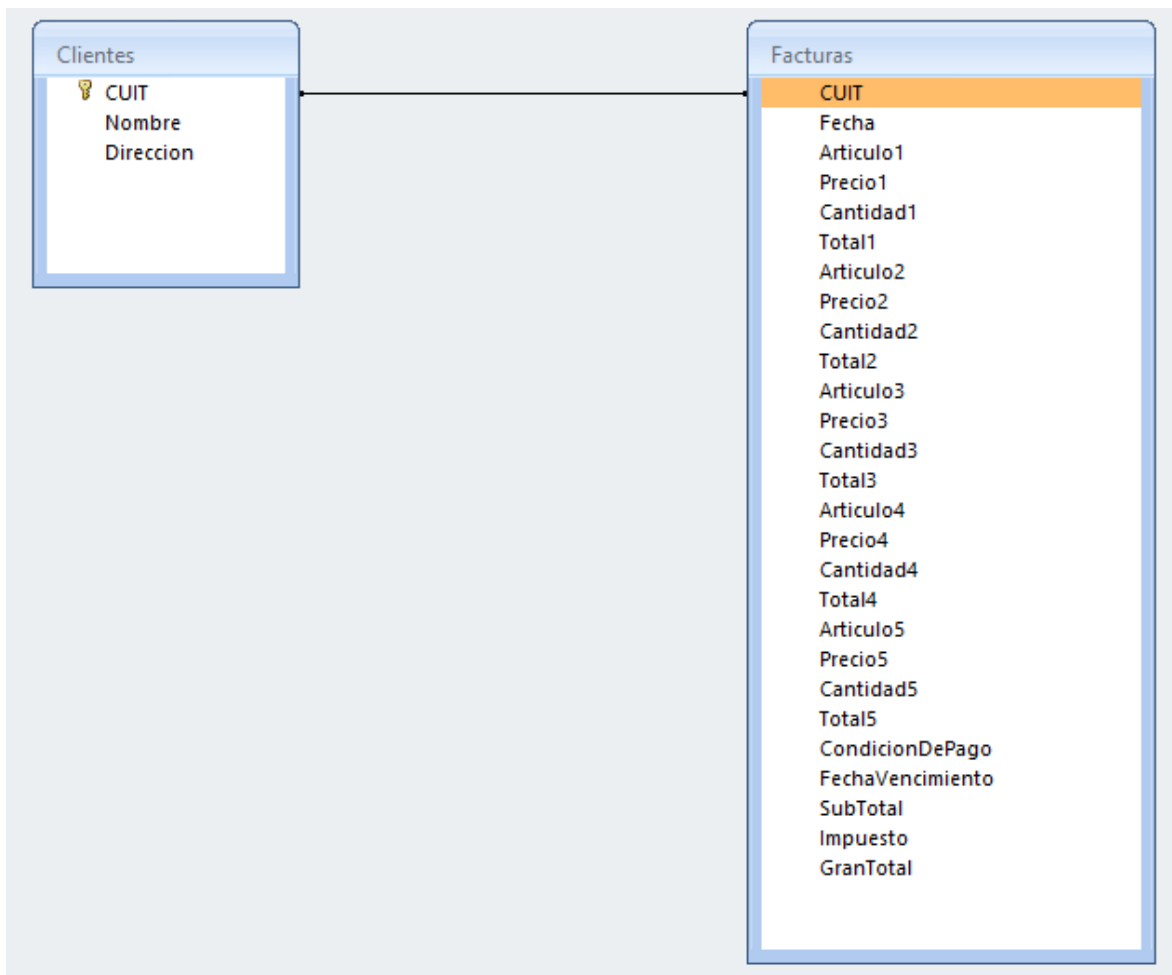 Clientes
CUIT
Nombre
Direccion
Facturas
CUIT
Fecha
Articulo1
Precio1
Cantidad1
Total1
Articulo2
Precio2
Cantidad2
Total2
Articulo3
Precio3
Cantidad3
Total3
Articulo4
Precio4
Cantidad4
Total4
Articulo5
Precio5
Cantidad5
Total5
CondicionDePago
FechaVencimiento
SubTotal
Impuesto
GranTotal